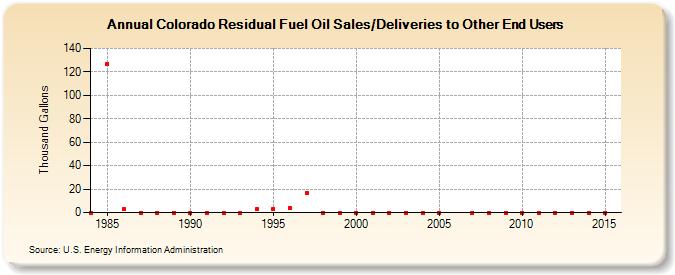 Annual Colorado Residual Fuel Oil Sales/Deliveries to Other End Users
Thousand Gallons
140
120
100
80
60
40
20
0
1985 1990 1995 2000 2005 2010 2015
Source: U.S. Energy Information Administration